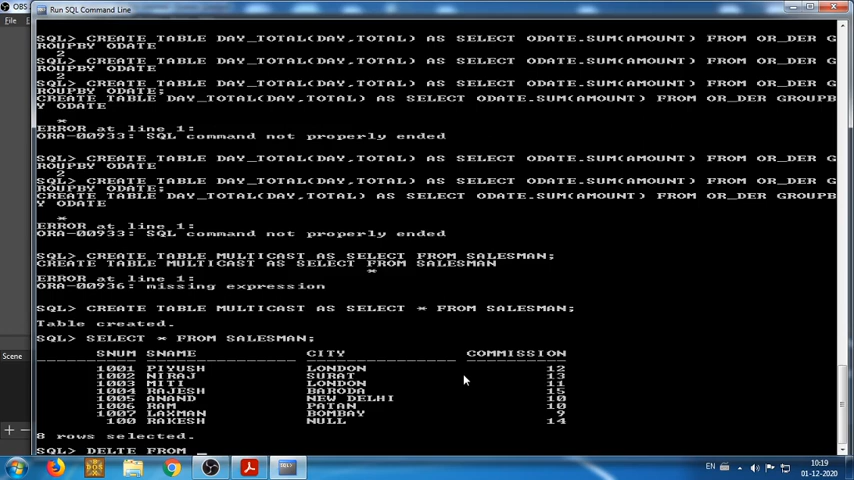 OBS
Run SQL Command Line
File
SQL> CREATE TABLE DAY_TOTAL(DAY,TOTAL) AS SELECT ODATE.SUM(AMOUNT) FROM OR_DER G
ROUPBY ODATE
2
SQL> CREATE TABLE DAY_TOTAL(DAY,TOTAL) AS SELECT ODATE.SUM(AMOUNT) FROM OR_DER G
ROUPBY ODATE
2
SQL> CREATE TABLE DAY_TOTAL(DAY,TOTAL) AS SELECT ODATE.SUM(AMOUNT) FROM OR_DER G
ROUPBY ODATE;
CREATE TABLE DAY_TOTAL(DAY,TOTAL) AS SELECT ODATE.SUM(AMOUNT) FROM OR_DER GROUPB
Y ODATE
*
ERROR at line 1:
ORA-00933: SQL command not properly ended
SQL> CREATE TABLE DAY_TOTAL(DAY,TOTAL) AS SELECT ODATE.SUM(AMOUNT) FROM OR_DER G
ROUPBY ODATE
2
SQL> CREATE TABLE DAY_TOTAL(DAY,TOTAL) AS SELECT ODATE.SUM(AMOUNT) FROM OR_DER G
ROUPBY ODATE;
CREATE TABLE DAY_TOTAL(DAY,TOTAL) AS SELECT ODATE.SUM(AMOUNT) FROM OR_DER GROUPB
Y ODATE
*
ERROR at line 1:
ORA-00933: SQL command not properly ended
SQL> CREATE TABLE MULTICAST AS SELECT FROM SALESMAN;
CREATE TABLE MULTICAST AS SELECT FROM SALESMAN
*
ERROR at line 1:
ORA-00936: missing expression
SQL> CREATE TABLE MULTICAST AS SELECT * FROM SALESMAN;
Table created.
SQL> SELECT * FROM SALESMAN;
SNUM SNAME CITY COMMISSION
1001 PIYUSH LONDON 12
1002 NIRAJ SURAT 13
1003 MITI LONDON 11
1004 RAJESH BARODA 15
1005 ANAND NEW DELHI 10
1006 RAM PATAN 10
1007 LAXMAN BOMBAY 9
100 RAKESH NULL 14
8 rows selected.
SQL> DELTE FROM _
Scene
EN
10:19
01-12-2020